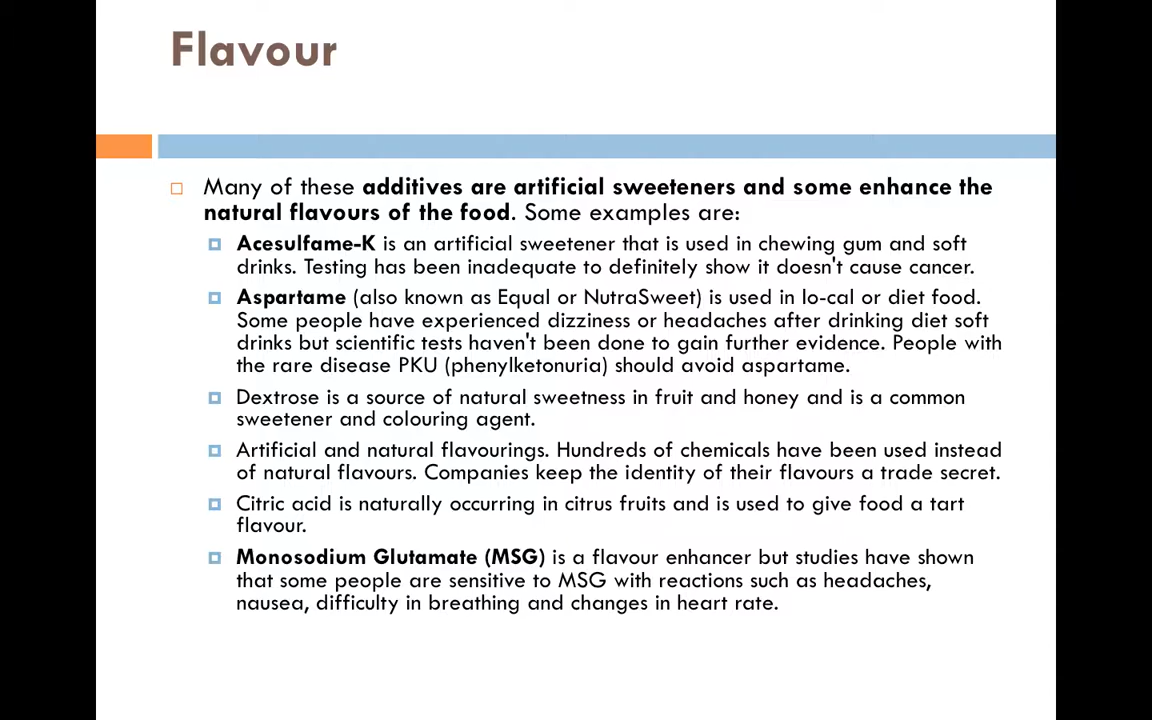 Flavour
Many of these additives are artificial sweeteners and some enhance the
natural flavours of the food. Some examples are:
Acesulfame-K is an artificial sweetener that is used in chewing gum and soft
drinks. Testing has been inadequate to definitely show it doesn't cause cancer.
Aspartame (also known as Equal or NutraSweet) is used in lo-cal or diet food.
Some people have experienced dizziness or headaches after drinking diet soft
drinks but scientific tests haven't been done to gain further evidence. People with
the rare disease PKU (phenylketonuria) should avoid aspartame.
Dextrose is a source of natural sweetness in fruit and honey and is a common
sweetener and colouring agent.
Artificial and natural flavourings. Hundreds of chemicals have been used instead
of natural flavours. Companies keep the identity of their flavours a trade secret.
Citric acid is naturally occurring in citrus fruits and is used to give food a tart
flavour.
Monosodium Glutamate (MSG) is a flavour enhancer but studies have shown
that some people are sensitive to MSG with reactions such as headaches,
nausea, difficulty in breathing and changes in heart rate.